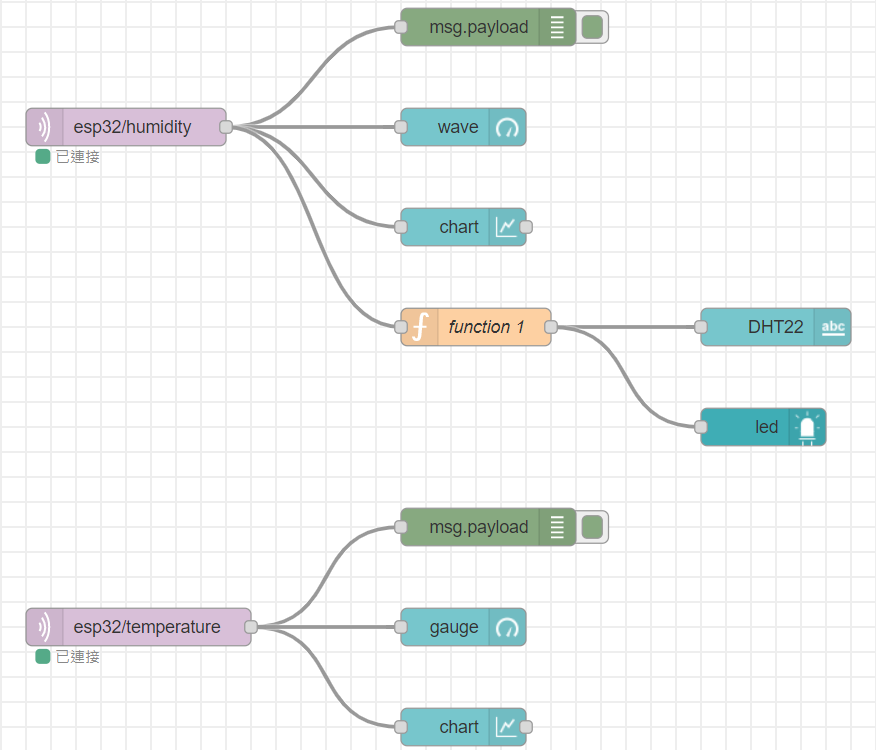 msg.payload
esp32/humidity
wave
已連接
chart
function 1
DHT22
abc
led
msg.payload
esp32/temperature
gauge
已連接
chart